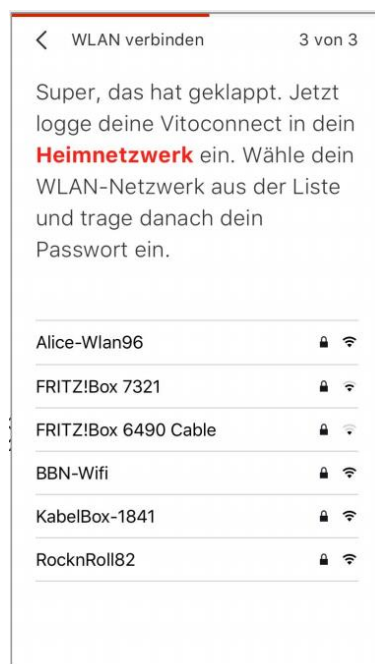 WLAN verbinden 3 von 3
Super, das hat geklappt. Jetzt
logge deine Vitoconnect in dein
Heimnetzwerk ein. Wähle dein
WLAN-Netzwerk aus der Liste
und trage danach dein
Passwort ein.
Alice-Wlan96
FRITZ!Box 7321
FRITZ!Box 6490 Cable
BBN-Wifi
KabelBox-1841
RocknRoll82